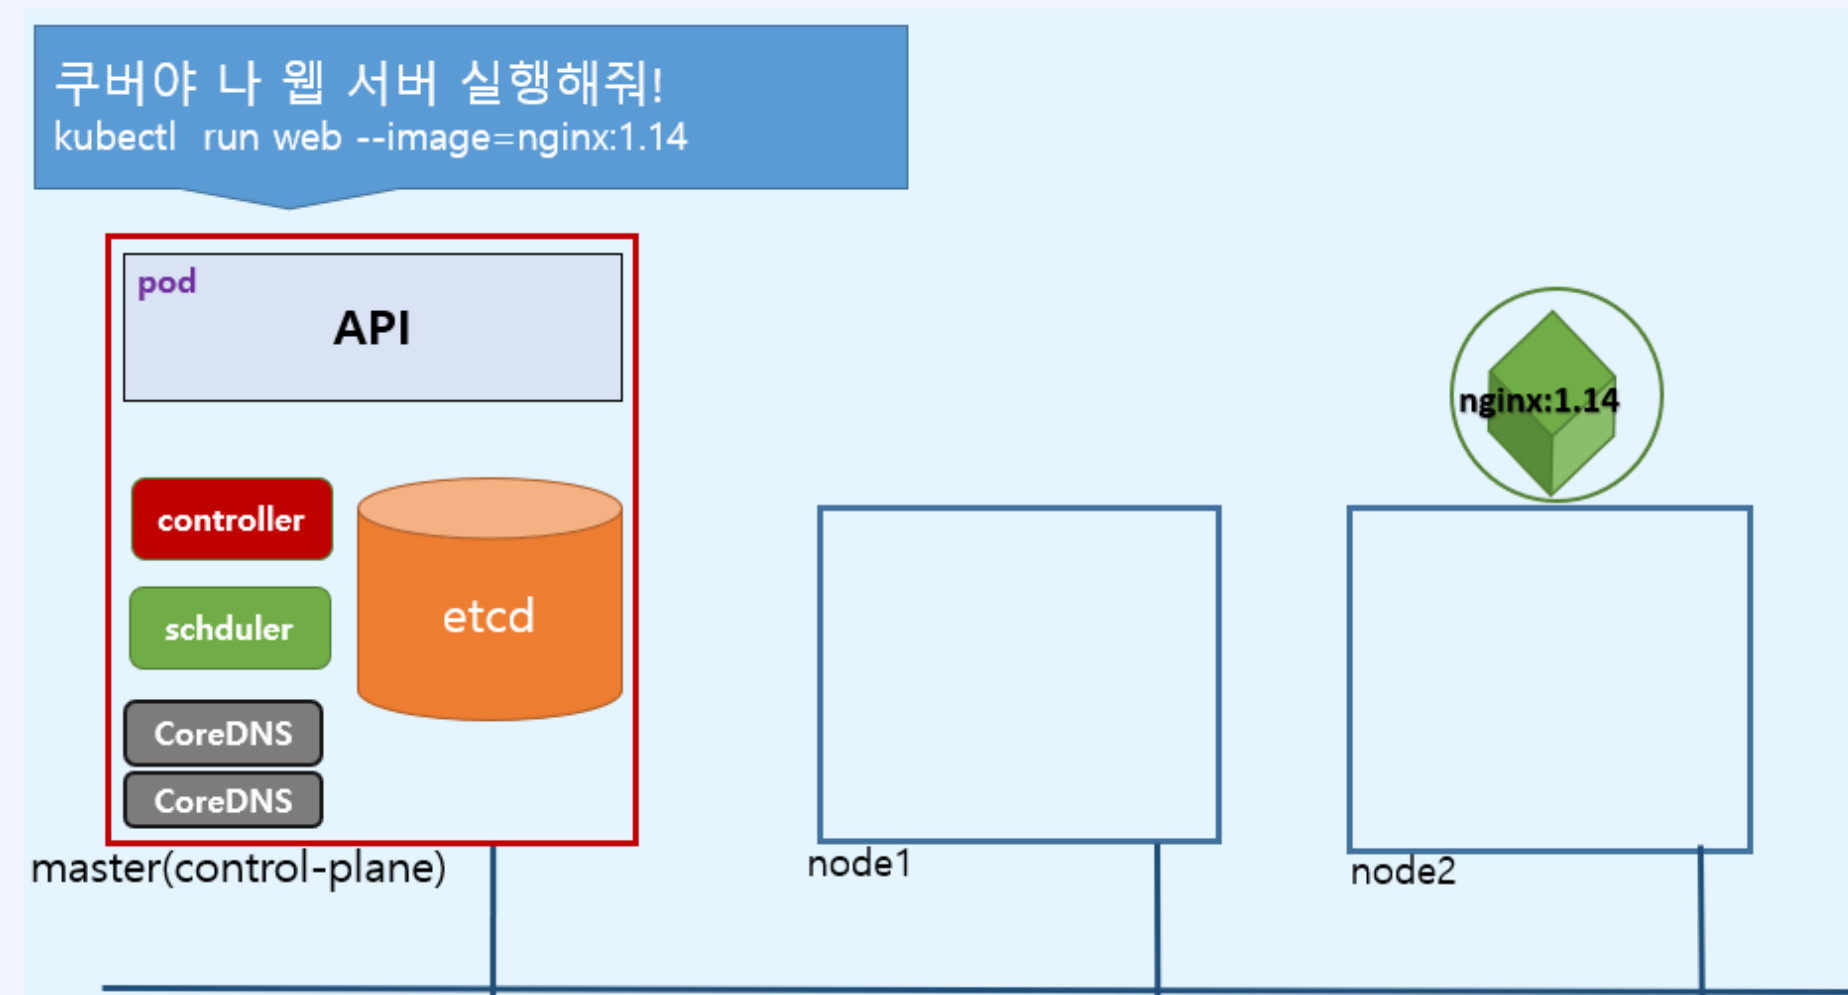 쿠버야 나 웹 서버 실행해줘!
kubectl run web --image=nginx:1.14
pod
API
controller
schduler
etcd
CoreDNS
CoreDNS
master(control-plane)
nginx:1.14
node1
node2